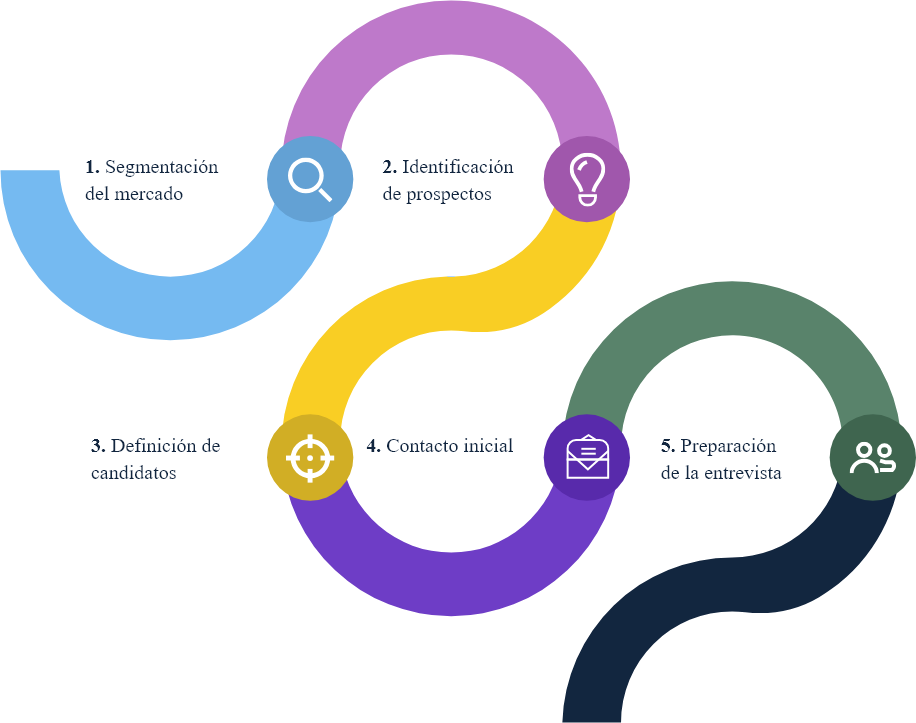 1. Segmentación
del mercado
2. Identificación
de prospectos
3. Definición de
candidatos
4. Contacto inicial
5. Preparación
de la entrevista